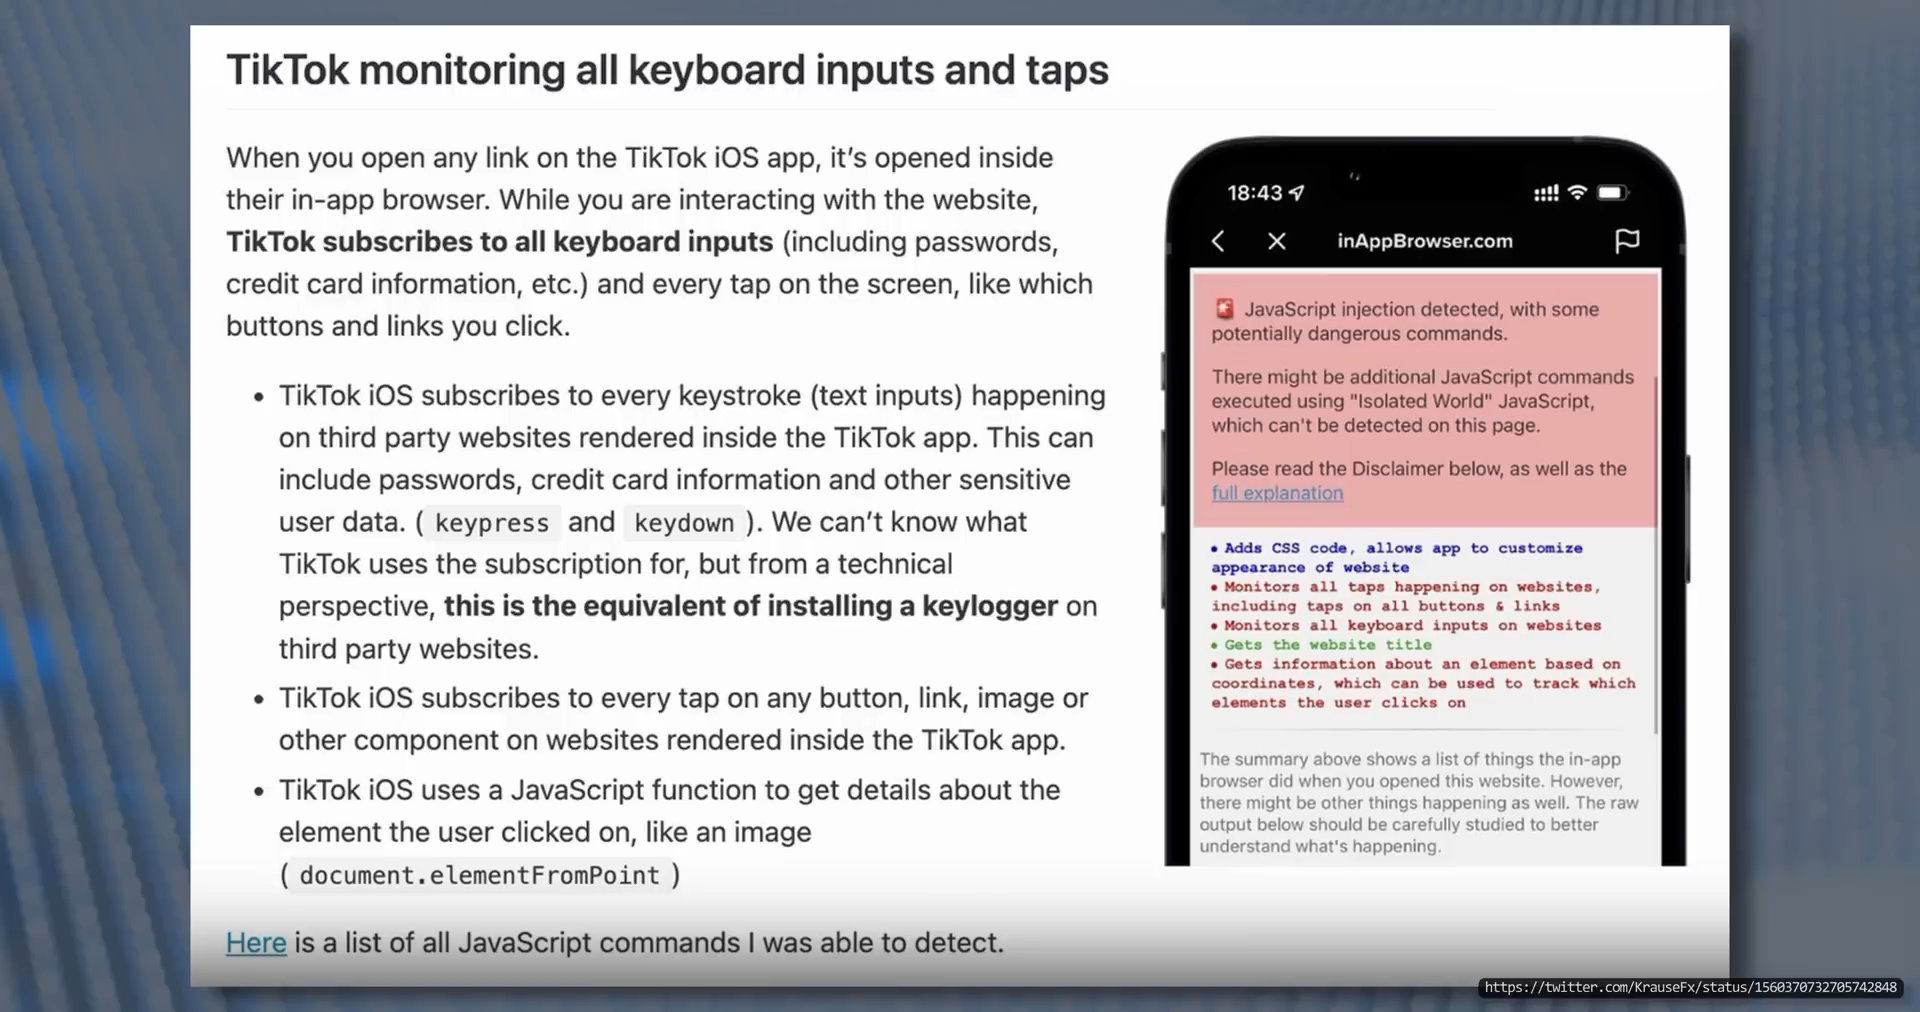 TikTok monitoring all keyboard inputs and taps
When you open any link on the TikTok iOS app, it’s opened inside
their in-app browser. While you are interacting with the website,
TikTok subscribes to all keyboard inputs (including passwords,
credit card information, etc.) and every tap on the screen, like which
buttons and links you click.
• TikTok iOS subscribes to every keystroke (text inputs) happening
on third party websites rendered inside the TikTok app. This can
include passwords, credit card information and other sensitive
user data. ( keypress and keydown ). We can’t know what
TikTok uses the subscription for, but from a technical
perspective, this is the equivalent of installing a keylogger on
third party websites.
• TikTok iOS subscribes to every tap on any button, link, image or
other component on websites rendered inside the TikTok app.
• TikTok iOS uses a JavaScript function to get details about the
element the user clicked on, like an image
( document.elementFromPoint )
Here is a list of all JavaScript commands I was able to detect.
18:43
inAppBrowser.com
🚨 JavaScript injection detected, with some
potentially dangerous commands.
There might be additional JavaScript commands
executed using "Isolated World" JavaScript,
which can't be detected on this page.
Please read the Disclaimer below, as well as the
full explanation
• Adds CSS code, allows app to customize
appearance of website
• Monitors all taps happening on websites,
including taps on all buttons & links
• Monitors all keyboard inputs on websites
• Gets the website title
• Gets information about an element based on
coordinates, which can be used to track which
elements the user clicks on
The summary above shows a list of things the in-app
browser did when you opened this website. However,
there might be other things happening as well. The raw
output below should be carefully studied to better
understand what's happening.
https://twitter.com/KrauseFx/status/1560370732705742848